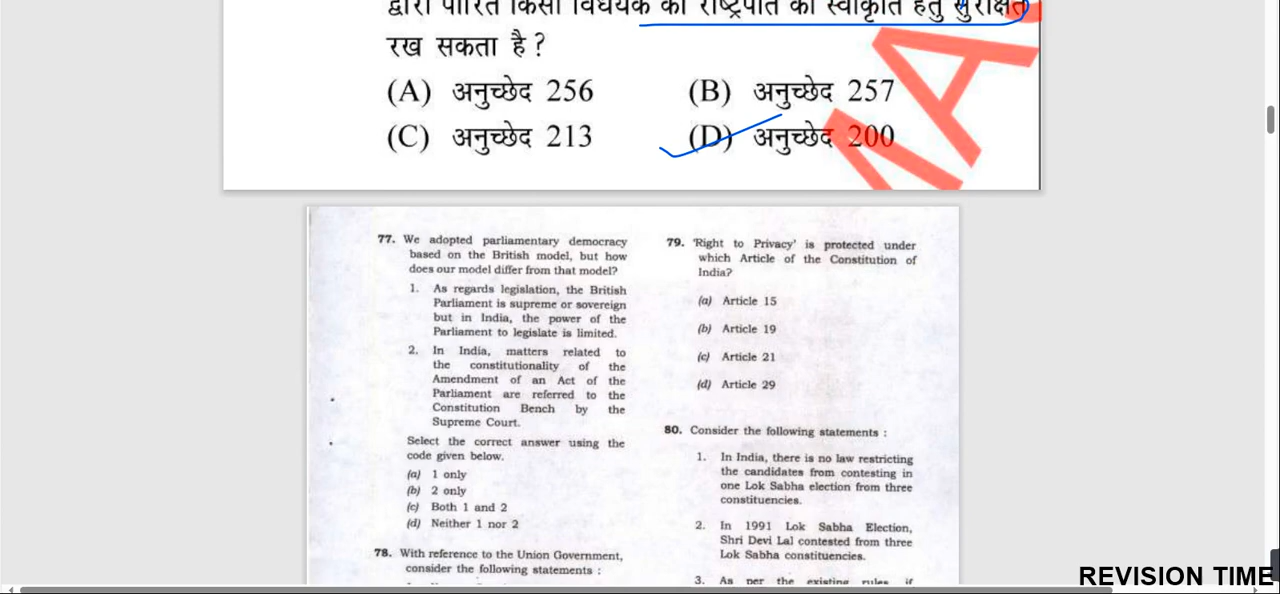 द्वारा पारित किसी विधेयक को राष्ट्रपति की स्वीकृति हेतु सुरक्षित
रख सकता है ?
(A) अनुच्छेद 256
(B) अनुच्छेद 257
(C) अनुच्छेद 213
(D) अनुच्छेद 200
77. We adopted parliamentary democracy
based on the British model, but how
does our model differ from that model?
1. As regards legislation, the British
Parliament is supreme or sovereign
but in India, the power of the
Parliament to legislate is limited.
2. In India, matters related to
the constitutionality of the
Amendment of an Act of the
Parliament are referred to the
Constitution Bench by the
Supreme Court.
Select the correct answer using the
code given below.
(a) 1 only
(b) 2 only
(c) Both 1 and 2
(d) Neither 1 nor 2
78. With reference to the Union Government,
consider the following statements :
79. 'Right to Privacy' is protected under
which Article of the Constitution of
India?
(a) Article 15
(b) Article 19
(c) Article 21
(d) Article 29
80. Consider the following statements :
1. In India, there is no law restricting
the candidates from contesting in
one Lok Sabha election from three
constituencies.
2. In 1991 Lok Sabha Election,
Shri Devi Lal contested from three
Lok Sabha constituencies.
3. As per the existing rules, if
REVISION TIME